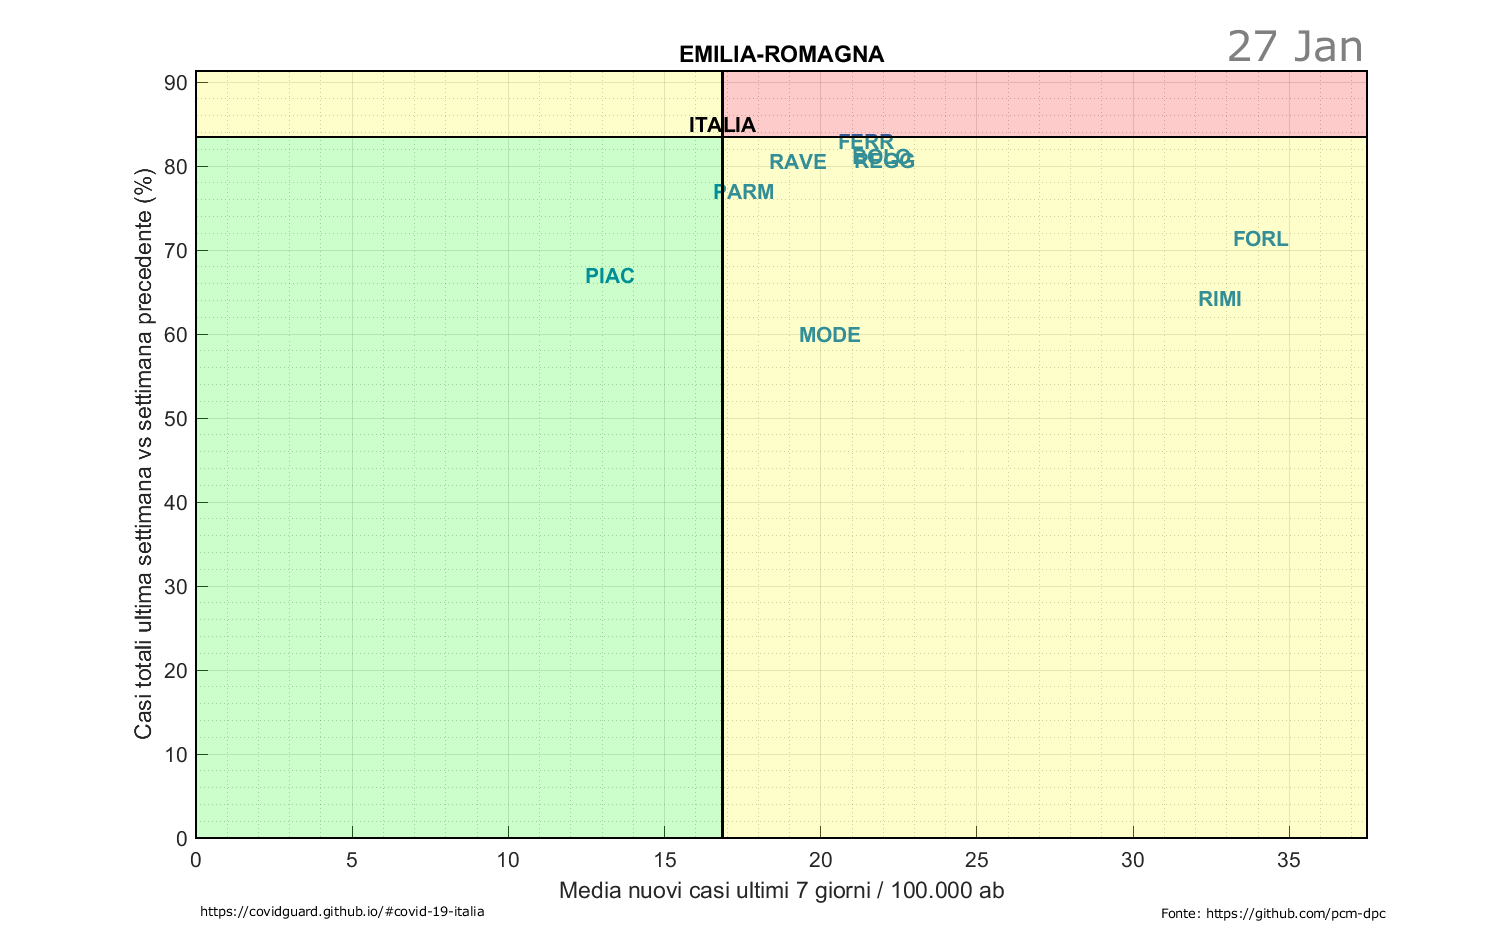 27 Jan
EMILIA-ROMAGNA
90
ITALIA
FERR
BOLO
80
RAVE
REGG
PARM
70
FORL
PIAC
RIMI
60
MODE
50
40
30
20
10
0
Casi totali ultima settimana vs settimana precedente (%)
0 5 10 15 20 25 30 35
Media nuovi casi ultimi 7 giorni / 100.000 ab
https://covidguard.github.io/#covid-19-italia
Fonte: https://github.com/pcm-dpc